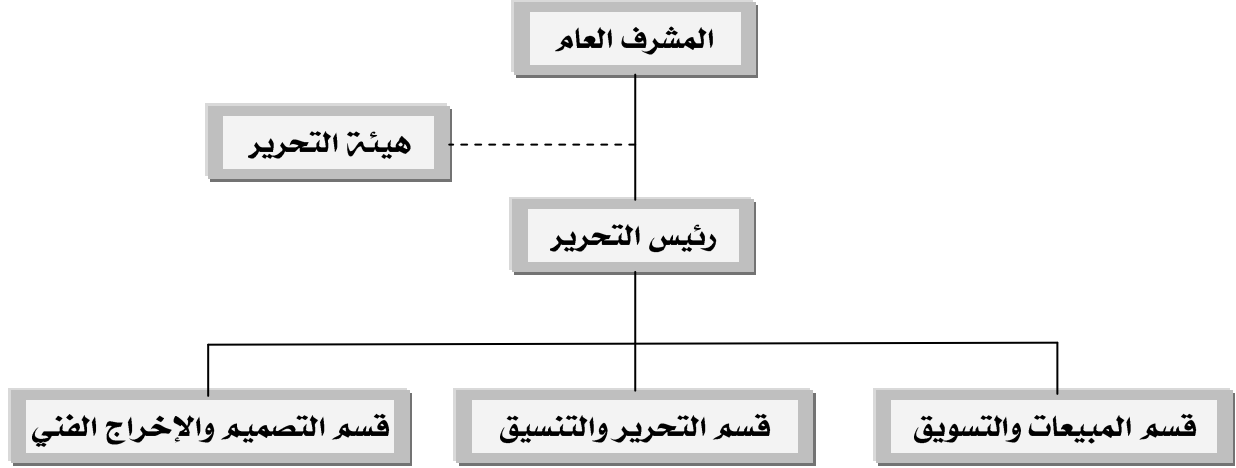 المشرف العام
هيئة التحرير
رئيس التحرير
قسم المبيعات والتسويق
قسم التحرير والتنسيق
قسم التصميم والإخراج الفني